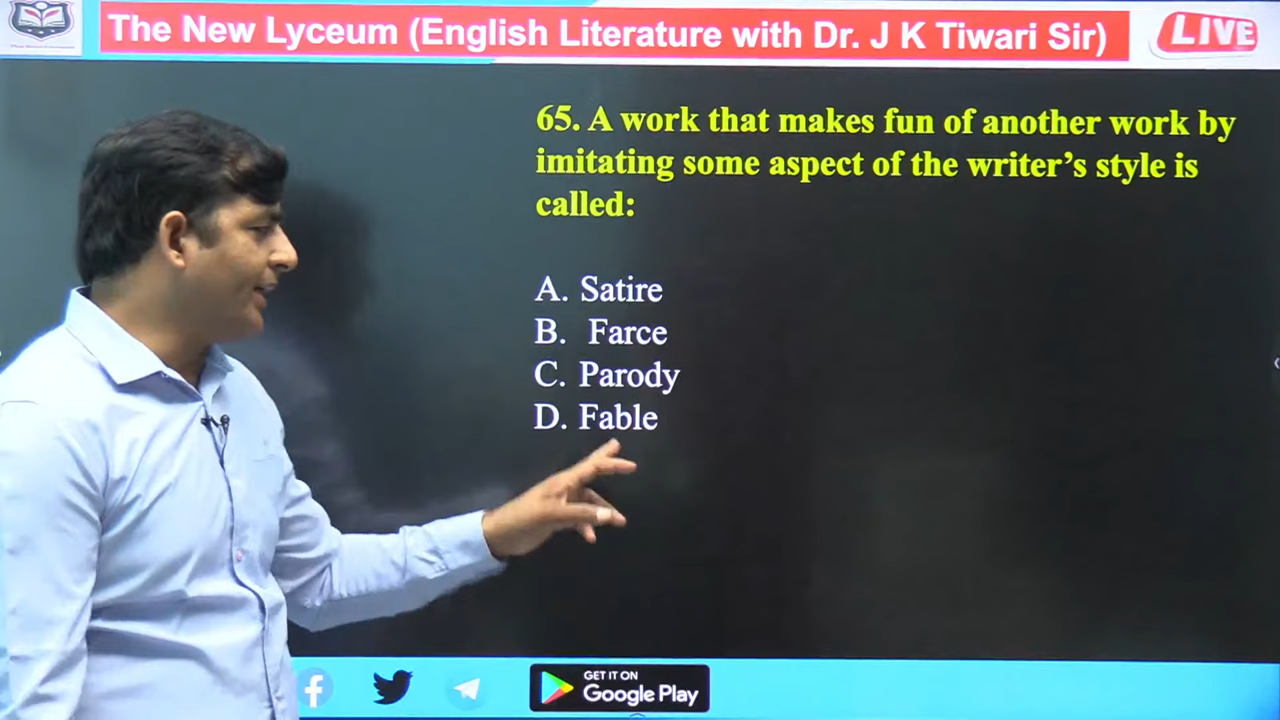 The New Lyceum (English Literature with Dr. J K Tiwari Sir)
LIVE
65. A work that makes fun of another work by
imitating some aspect of the writer’s style is
called:
A. Satire
B. Farce
C. Parody
D. Fable
GET IT ON
Google Play